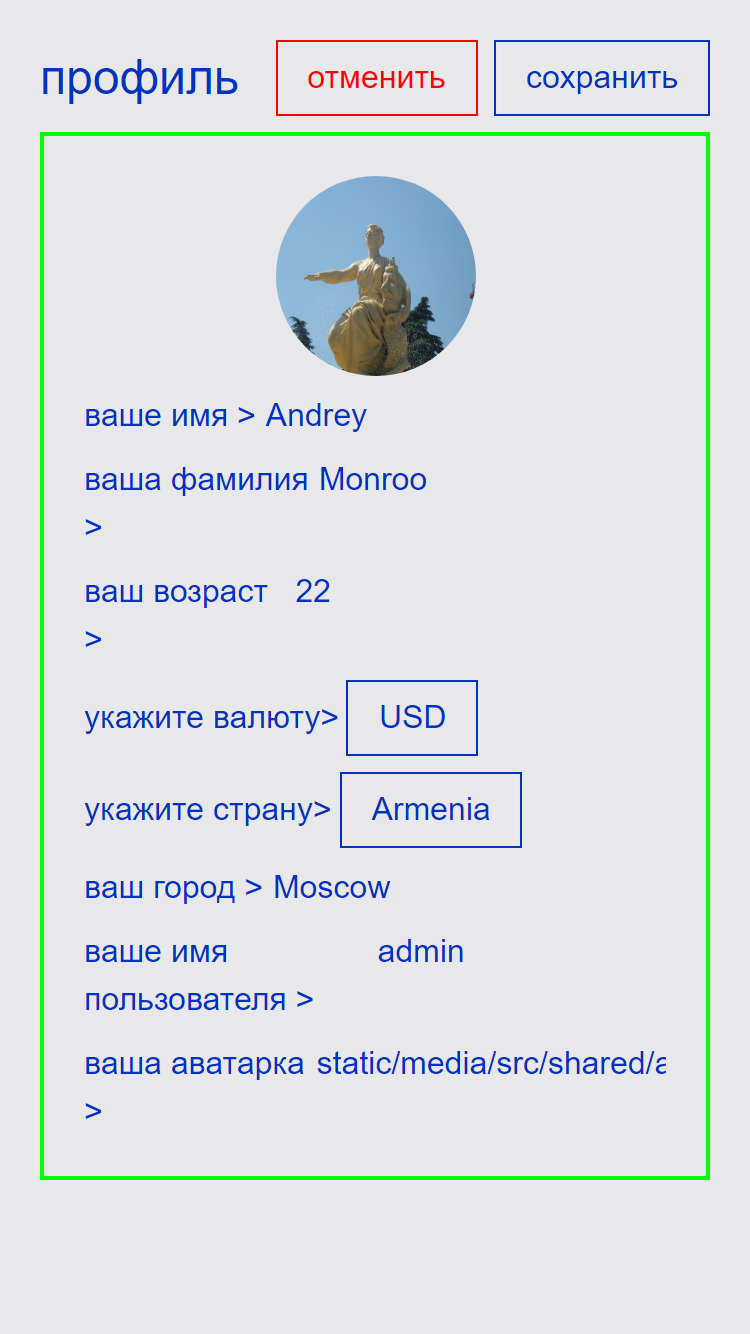 профиль отменить сохранить
ваше имя > Andrey
ваша фамилия Monroo
>
ваш возраст 22
>
укажите валюту> USD
укажите страну> Armenia
ваш город > Moscow
ваше имя admin
пользователя >
ваша аватарка static/media/src/shared/a
>